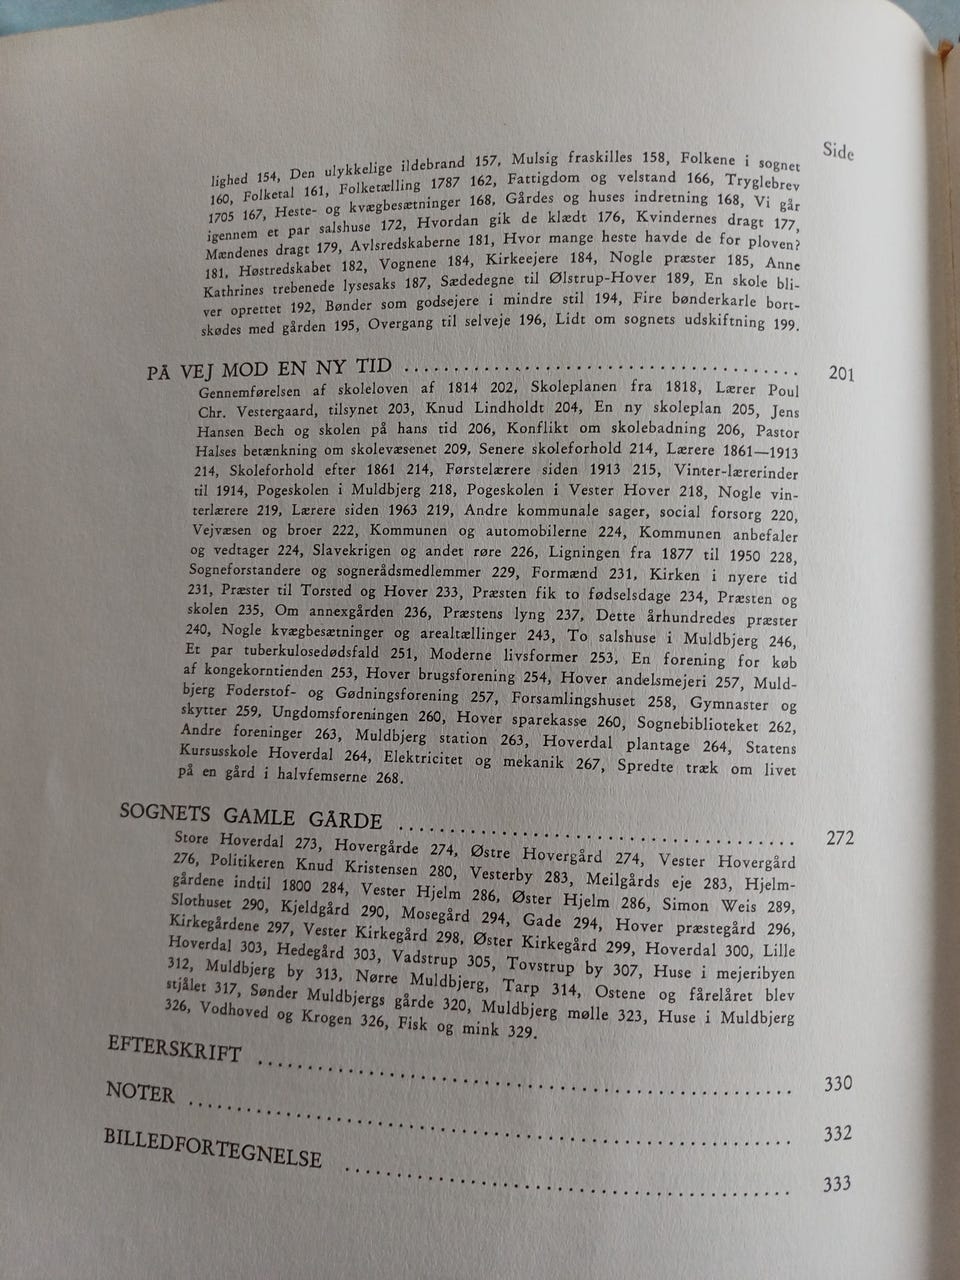 Side
lighed 154, Den ulykkelige ildebrand 157, Mulsig fraskilles 158, Folkene i sognet
160, Folketal 161, Folketælling 1787 162, Fattigdom og velstand 166, Tryglebrev
1705 167, Heste- og kvægbesætninger 168, Gårdes og huses indretning 168, Vi går
igennem et par salshuse 172, Hvordan gik de klædt 176, Kvindernes dragt 177,
Mændenes dragt 179, Avlsredskaberne 181, Hvor mange heste havde de for ploven?
181, Høstredskabet 182, Vognene 184, Kirkeejere 184, Nogle præster 185, Anne
Kathrines trebenede lysesaks 187, Sædedegne til Ølstrup-Hover 189, En skole bli-
ver oprettet 192, Bønder som godsejere i mindre stil 194, Fire bønderkarle bort-
skødes med gården 195, Overgang til selveje 196, Lidt om sognets udskiftning 199.
PÅ VEJ MOD EN NY TID ........................................ 201
Gennemførelsen af skoleloven af 1814 202, Skoleplanen fra 1818, Lærer Poul
Chr. Vestergaard, tilsynet 203, Knud Lindholdt 204, En ny skoleplan 205, Jens
Hansen Bech og skolen på hans tid 206, Konflikt om skolebadning 206, Pastor
Halses betænkning om skolevæsenet 209, Senere skoleforhold 214, Lærere 1861—1913
214, Skoleforhold efter 1861 214, Førstelærere siden 1913 215, Vinter-lærerinder
til 1914, Pogeskolen i Muldbjerg 218, Pogeskolen i Vester Hover 218, Nogle vin-
terlærere 219, Lærere siden 1963 219, Andre kommunale sager, social forsorg 220,
Vejvæsen og broer 222, Kommunen og automobilerne 224, Kommunen anbefaler
og vedtager 224, Slavekrigen og andet røre 226, Ligningen fra 1877 til 1950 228,
Sogneforstandere og sognerådsmedlemmer 229, Formænd 231, Kirken i nyere tid
231, Præster til Torsted og Hover 233, Præsten fik to fødselsdage 234, Præsten og
skolen 235, Om annexgården 236, Præstens lyng 237, Dette århundredes præster
240, Nogle kvægbesætninger og arealtællinger 243, To salshuse i Muldbjerg 246,
Et par tuberkulosedødsfald 251, Moderne livsformer 253, En forening for køb
af kongekorntienden 253, Hover brugsforening 254, Hover andelsmejeri 257, Muld-
bjerg Foderstof- og Gødningsforening 257, Forsamlingshuset 258, Gymnaster og
skytter 259, Ungdomsforeningen 260, Hover sparekasse 260, Sognebiblioteket 262,
Andre foreninger 263, Muldbjerg station 263, Hoverdal plantage 264, Statens
Kursusskole Hoverdal 264, Elektricitet og mekanik 267, Spredte træk om livet
på en gård i halvfemserne 268.
SOGNETS GAMLE GÅRDE ........................................ 272
Store Hoverdal 273, Hovergårde 274, Østre Hovergård 274, Vester Hovergård
276, Politikeren Knud Kristensen 280, Vesterby 283, Meilgårds eje 283, Hjelm-
gårdene indtil 1800 284, Vester Hjelm 286, Øster Hjelm 286, Simon Weis 289,
Slothuset 290, Kjeldgård 290, Mosegård 294, Gade 294, Hover præstegård 296,
Kirkegårdene 297, Vester Kirkegård 298, Øster Kirkegård 299, Hoverdal 300, Lille
Hoverdal 303, Hedegård 303, Vadstrup 305, Tovstrup by 307, Huse i mejeribyen
312, Muldbjerg by 313, Nørre Muldbjerg, Tarp 314, Ostene og fårelåret blev
stjålet 317, Sønder Muldbjergs gårde 320, Muldbjerg mølle 323, Huse i Muldbjerg
326, Vodhoved og Krogen 326, Fisk og mink 329.
EFTERSKRIFT ........................................ 330
NOTER ........................................ 332
BILLEDFORTEGNELSE ........................................ 333